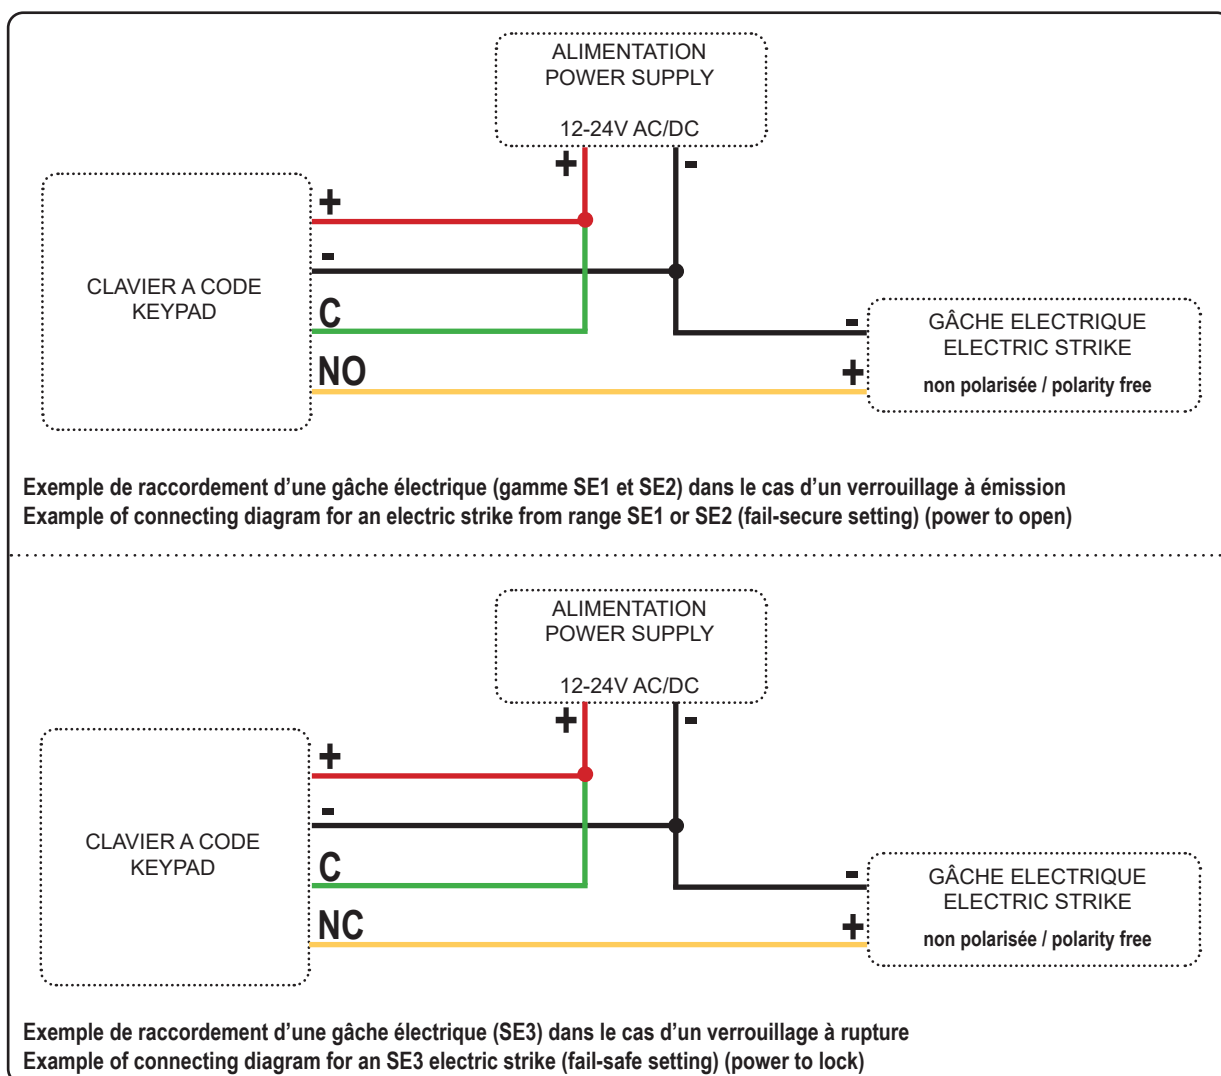 ALIMENTATION
POWER SUPPLY
12-24V AC/DC
+
-
+
-
CLAVIER A CODE
KEYPAD
C
NO
-
+
GÂCHE ELECTRIQUE
ELECTRIC STRIKE
non polarisée / polarity free
Exemple de raccordement d’une gâche électrique (gamme SE1 et SE2) dans le cas d’un verrouillage à émission
Example of connecting diagram for an electric strike from range SE1 or SE2 (fail-secure setting) (power to open)
ALIMENTATION
POWER SUPPLY
12-24V AC/DC
+
-
+
-
CLAVIER A CODE
KEYPAD
C
NC
-
+
GÂCHE ELECTRIQUE
ELECTRIC STRIKE
non polarisée / polarity free
Exemple de raccordement d’une gâche électrique (SE3) dans le cas d’un verrouillage à rupture
Example of connecting diagram for an SE3 electric strike (fail-safe setting) (power to lock)